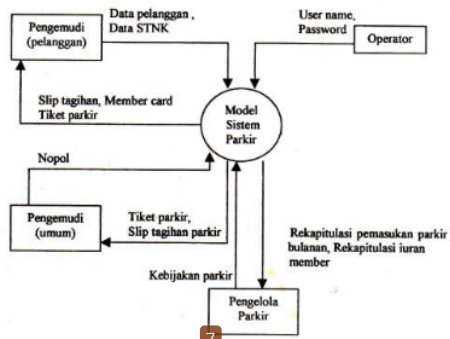 Pengemudi
(pelanggan)
Data pelanggan ,
Data STNK
User name,
Password
Operator
Slip tagihan, Member card
Tiket parkir
Model
Sistem
Parkir
Nopol
Pengemudi
(umum)
Tiket parkir,
Slip tagihan parkir
Rekapitulasi pemasukan parkir
bulanan, Rekapitulasi iuran
member
Kebijakan parkir
Pengelola
Parkir
7